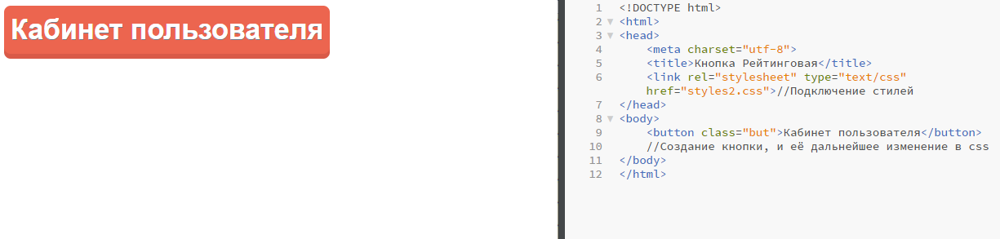 Кабинет пользователя
1 <!DOCTYPE html>
2 <html>
3 <head>
4 <meta charset="utf-8">
5 <title>Кнопка Рейтинговая</title>
6 <link rel="stylesheet" type="text/css"
href="styles2.css">//Подключение стилей
7 </head>
8 <body>
9 <button class="but">Кабинет пользователя</button>
10 //Создание кнопки, и её дальнейшее изменение в css
11 </body>
12 </html>